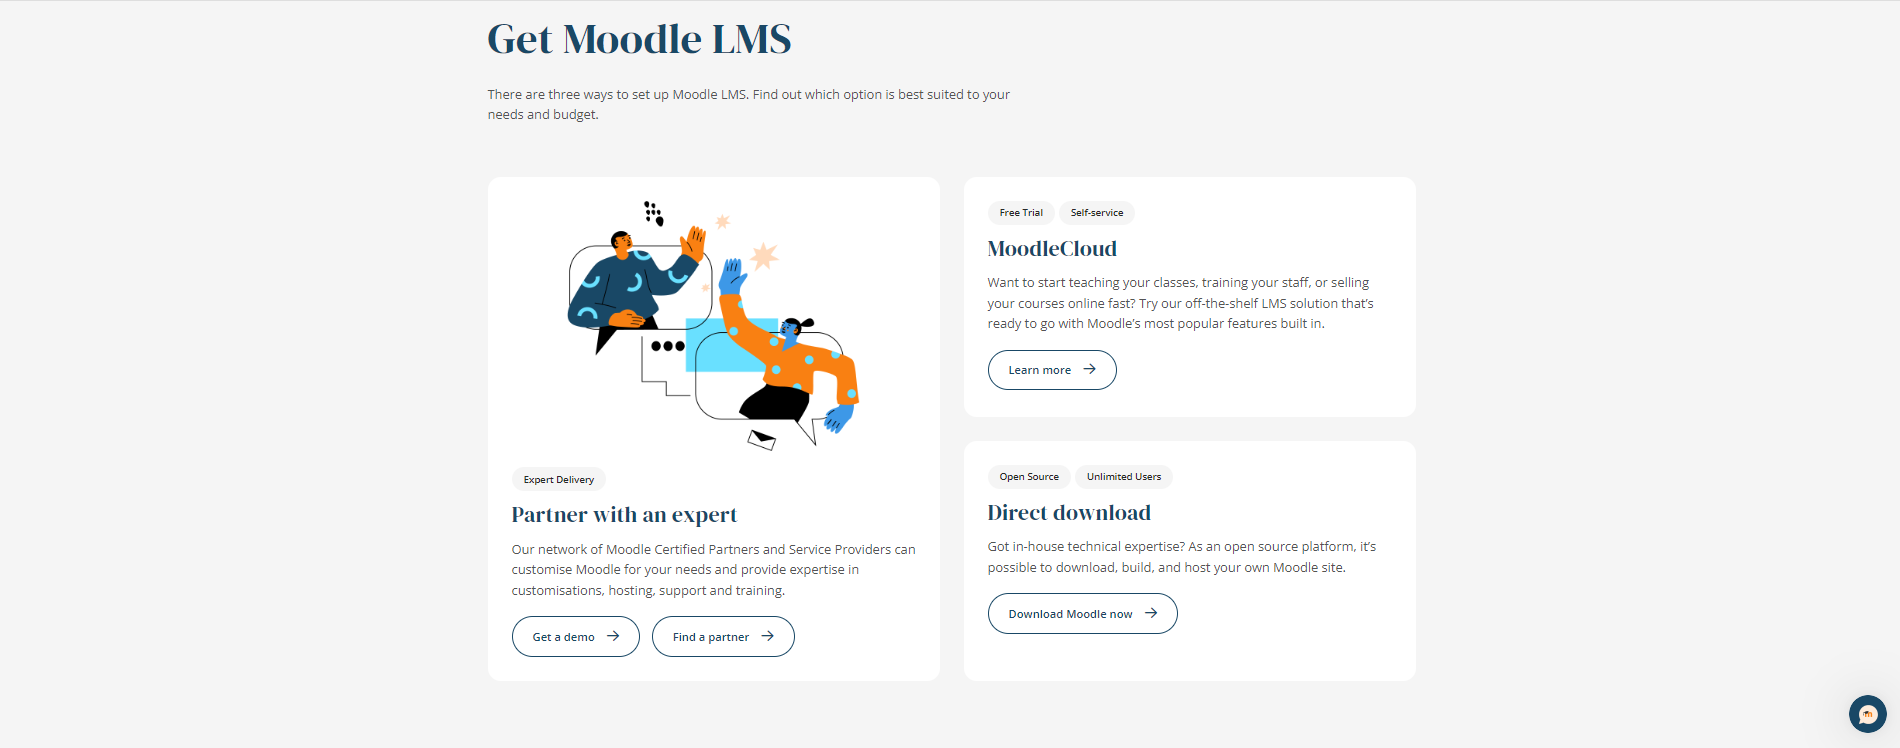 Get Moodle LMS
There are three ways to set up Moodle LMS. Find out which option is best suited to your
needs and budget.
Expert Delivery
Partner with an expert
Our network of Moodle Certified Partners and Service Providers can
customise Moodle for your needs and provide expertise in
customisations, hosting, support and training.
Get a demo
Find a partner
Free Trial
Self-service
MoodleCloud
Want to start teaching your classes, training your staff, or selling
your courses online fast? Try our off-the-shelf LMS solution that's
ready to go with Moodle's most popular features built in.
Learn more
Open Source
Unlimited Users
Direct download
Got in-house technical expertise? As an open source platform, it's
possible to download, build, and host your own Moodle site.
Download Moodle now